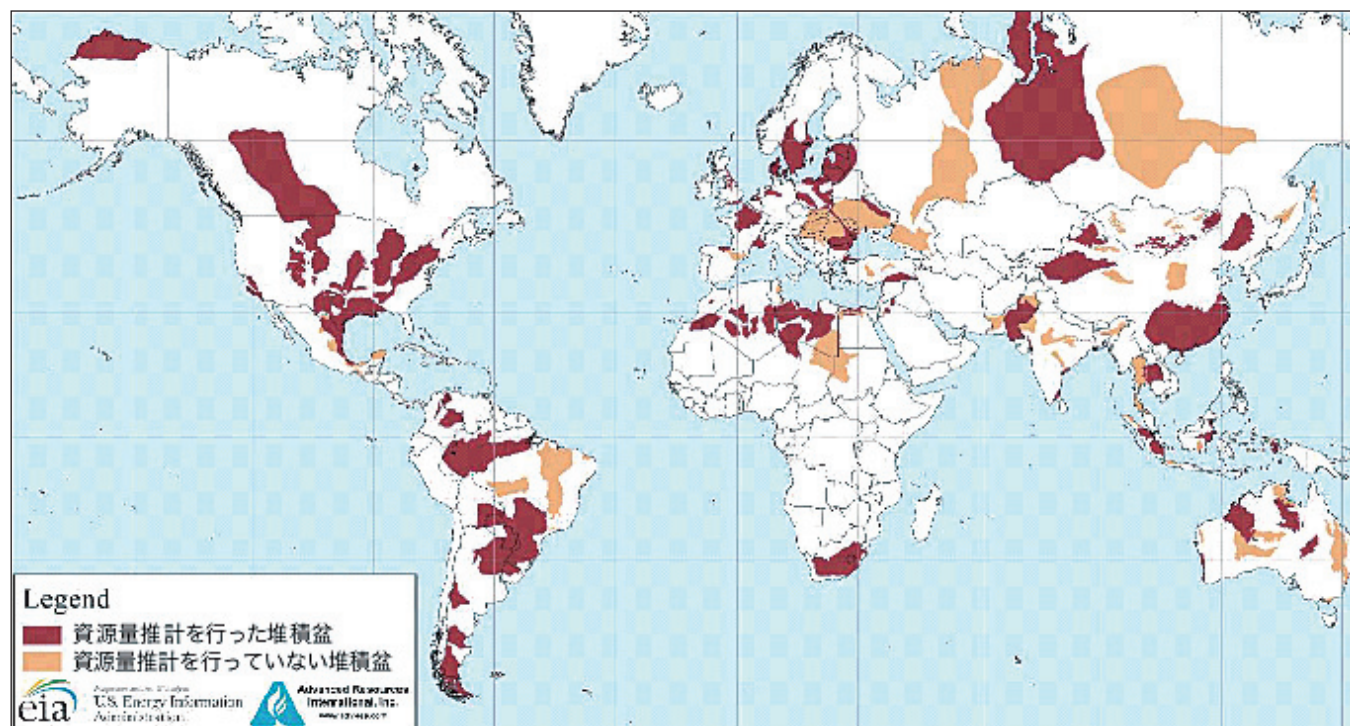 Legend
資源量推計を行った堆積盆
資源量推計を行っていない堆積盆
eia
U.S. Energy Information
Administration
Advanced Resources
International, Inc.